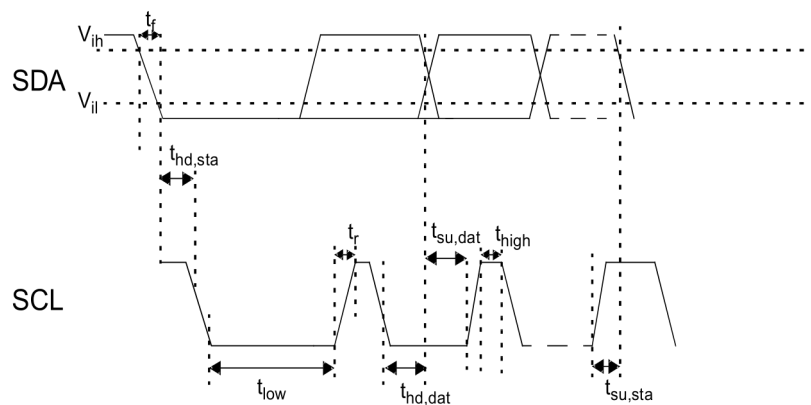 V_ih
t_f
SDA
V_il
t_hd,sta
t_r
t_su,dat
t_high
SCL
t_low
t_hd,dat
t_su,sta